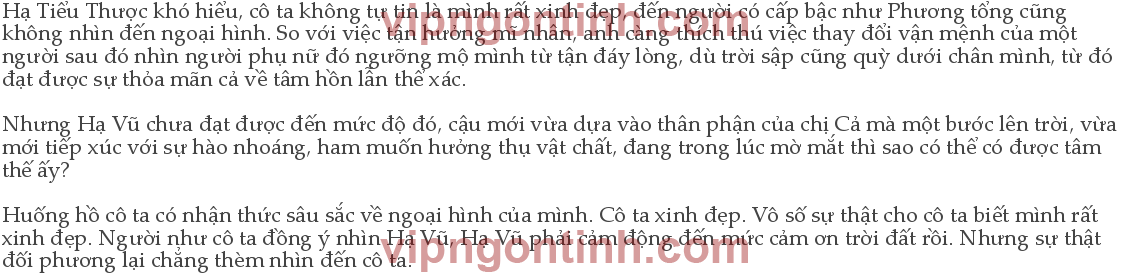 Hạ Tiểu Thược khó hiểu, cô ta không tự tin là mình rất xinh đẹp, đến người có cấp bậc như Phương tổng cũng
không nhìn đến ngoại hình. So với việc tận hưởng mĩ nhân, anh càng thích thú việc thay đổi vận mệnh của một
người sau đó nhìn người phụ nữ đó ngưỡng mộ mình từ tận đáy lòng, dù trời sập cũng quỳ dưới chân mình, từ đó
đạt được sự thỏa mãn cả về tâm hồn lẫn thể xác.
Nhưng Hạ Vũ chưa đạt được đến mức độ đó, cậu mới vừa dựa vào thân phận của chị Cả mà một bước lên trời, vừa
mới tiếp xúc với sự hào nhoáng, ham muốn hưởng thụ vật chất, đang trong lúc mờ mắt thì sao có thể có được tâm
thế ấy?
Huống hồ cô ta có nhận thức sâu sắc về ngoại hình của mình. Cô ta xinh đẹp. Vô số sự thật cho cô ta biết mình rất
xinh đẹp. Người như cô ta đồng ý nhìn Hạ Vũ, Hạ Vũ phải cảm động đến mức cảm ơn trời đất rồi. Nhưng sự thật
đối phương lại chẳng thèm nhìn đến cô ta.
vipngontinh.com
vipngontinh.com